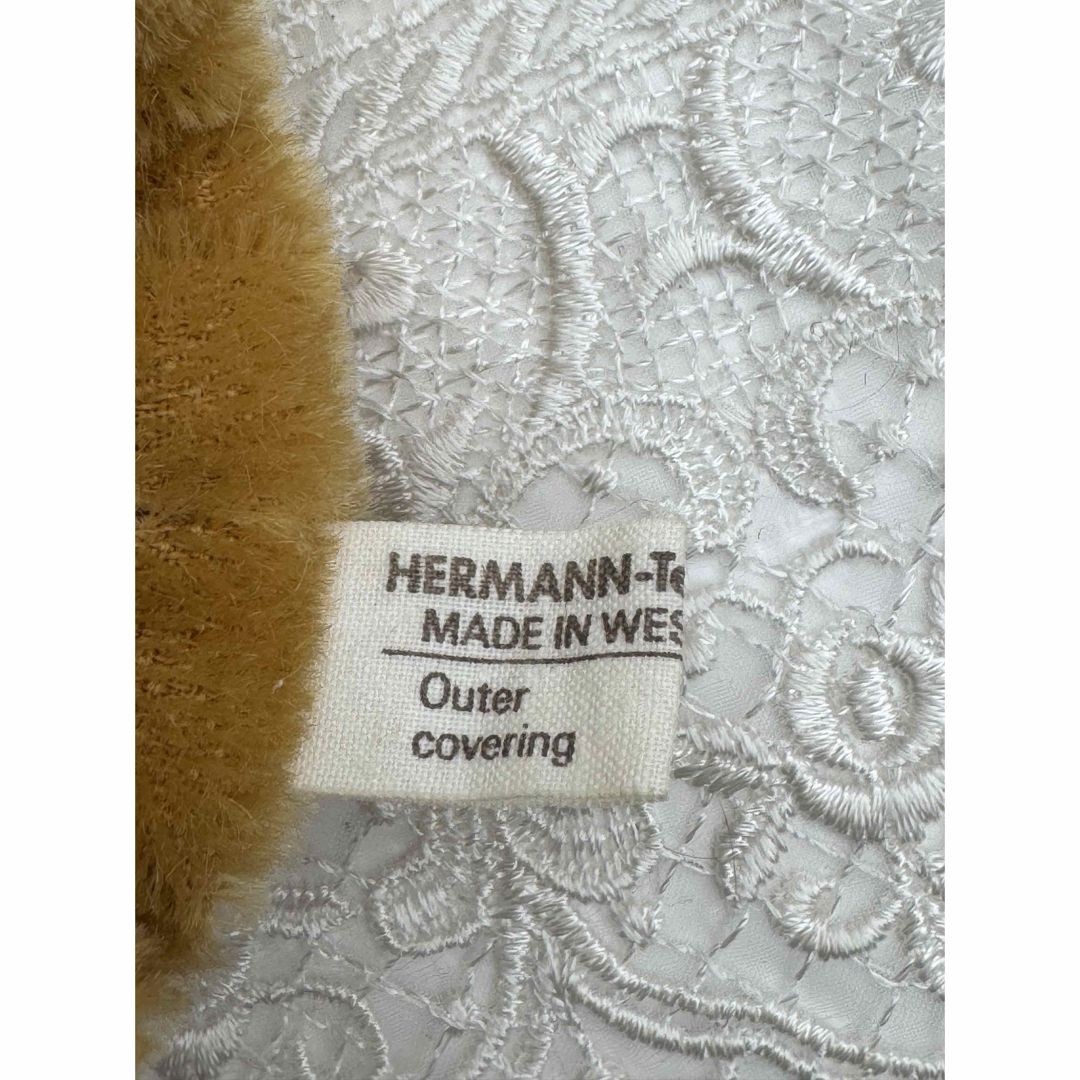 HERMANN-Te
MADE IN WES
Outer
covering